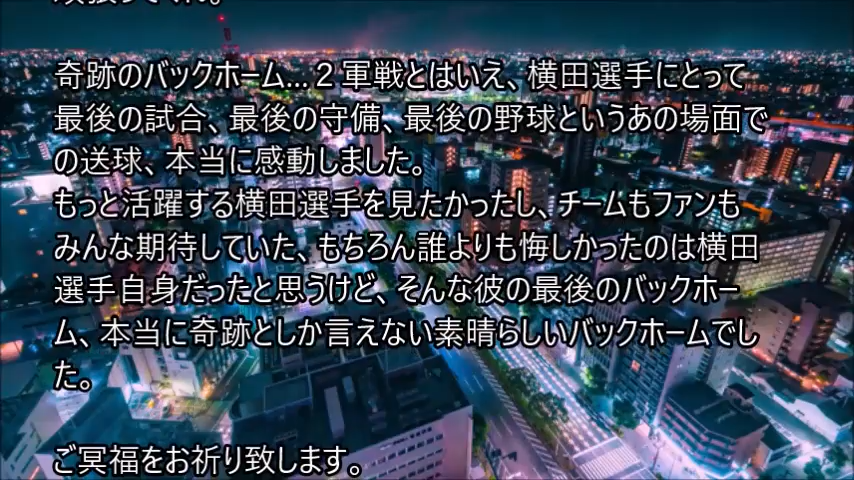 奇跡のバックホーム…２軍戦とはいえ、横田選手にとって
最後の試合、最後の守備、最後の野球というあの場面で
の送球、本当に感動しました。
もっと活躍する横田選手を見たかったし、チームもファンも
みんな期待していた、もちろん誰よりも悔しかったのは横田
選手自身だったと思うけど、そんな彼の最後のバックホー
ム、本当に奇跡としか言えない素晴らしいバックホームでし
た。
ご冥福をお祈り致します。